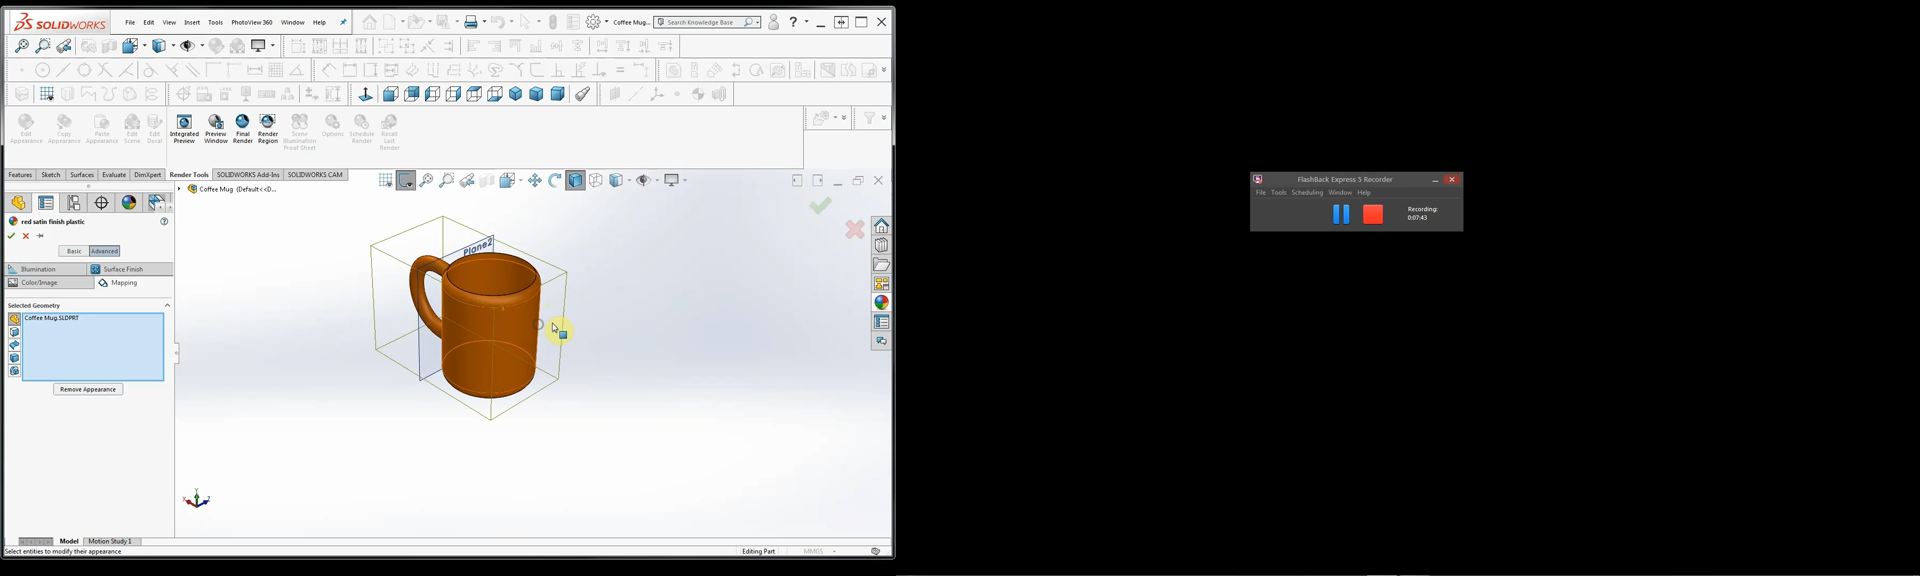 SOLIDWORKS File Edit View Insert Tools PhotoView 360 Window Help Coffee Mug... Search Knowledge Base ?
Edit Appearance
Copy Appearance
Paste Appearance
Edit Scene
Edit Decal
Integrated Preview
Preview Window
Final Render
Render Region
Scene Illumination Proof Sheet
Options
Schedule Render
Recall Last Render
Features Sketch Surfaces Evaluate DimXpert Render Tools SOLIDWORKS Add-Ins SOLIDWORKS CAM
Coffee Mug (Default<<D...
red satin finish plastic
Basic Advanced
Illumination Surface Finish
Color/Image Mapping
Selected Geometry
Coffee Mug.SLDPRT
Remove Appearance
Plane2
Model Motion Study 1
Select entities to modify their appearance
Editing Part MMGS
FlashBack Express 5 Recorder
File Tools Scheduling Window Help
Recording:
0:07:43